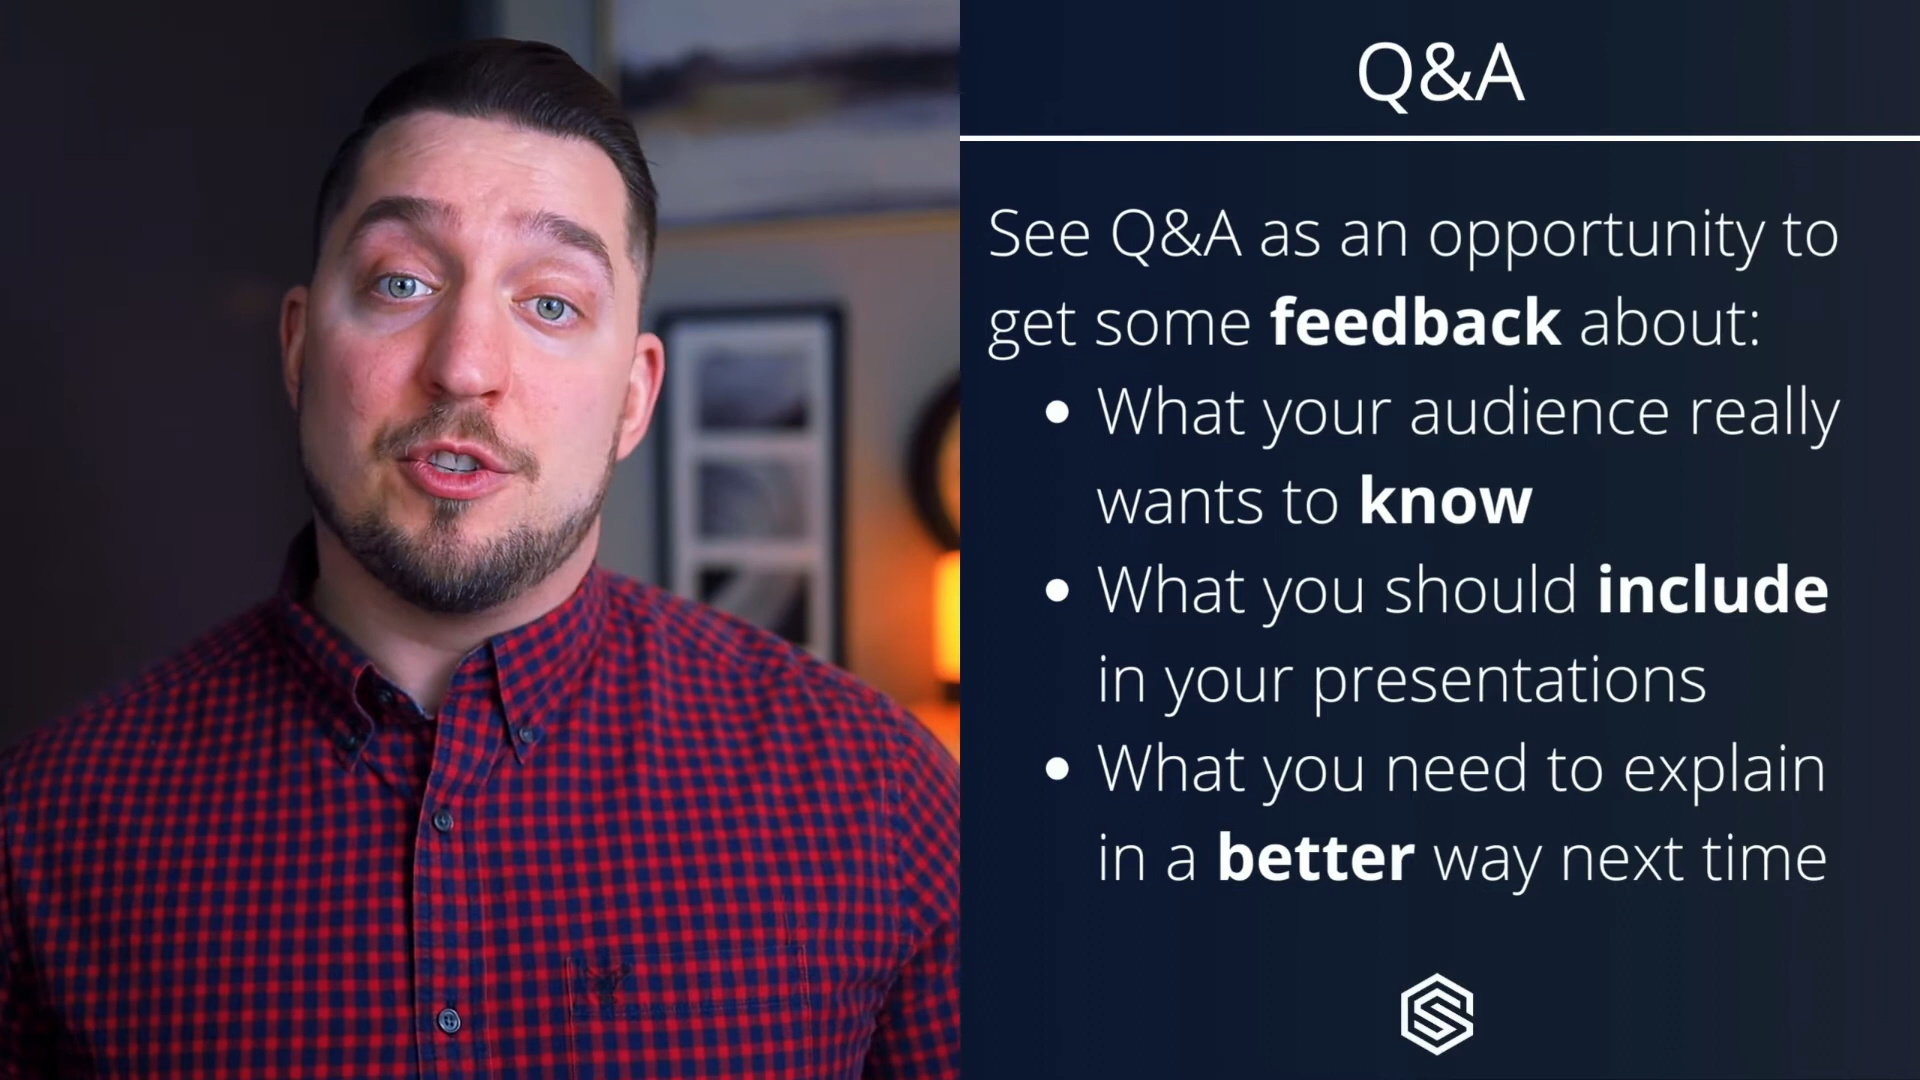 Q&A
See Q&A as an opportunity to
get some feedback about:
• What your audience really
wants to know
• What you should include
in your presentations
• What you need to explain
in a better way next time